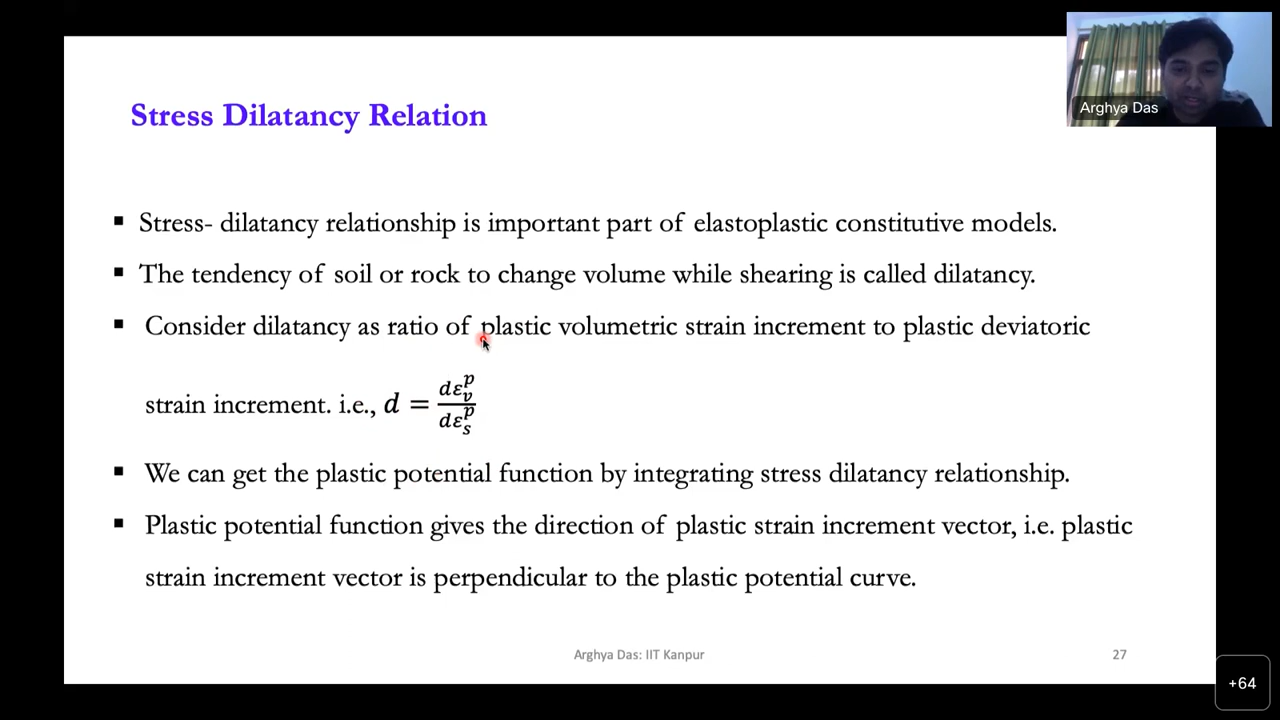 Arghya Das
Stress Dilatancy Relation
▪ Stress- dilatancy relationship is important part of elastoplastic constitutive models.
▪ The tendency of soil or rock to change volume while shearing is called dilatancy.
▪ Consider dilatancy as ratio of plastic volumetric strain increment to plastic deviatoric
strain increment. i.e., d = dε_v^p / dε_s^p
▪ We can get the plastic potential function by integrating stress dilatancy relationship.
▪ Plastic potential function gives the direction of plastic strain increment vector, i.e. plastic
strain increment vector is perpendicular to the plastic potential curve.
Arghya Das: IIT Kanpur
27
+64